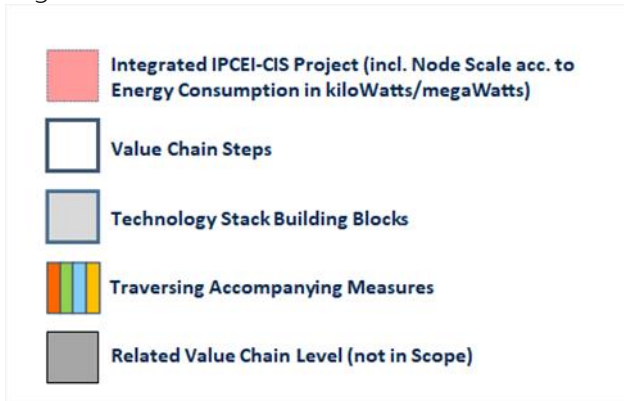 Integrated IPCEI-CIS Project (incl. Node Scale acc. to
Energy Consumption in kiloWatts/megaWatts)
Value Chain Steps
Technology Stack Building Blocks
Traversing Accompanying Measures
Related Value Chain Level (not in Scope)